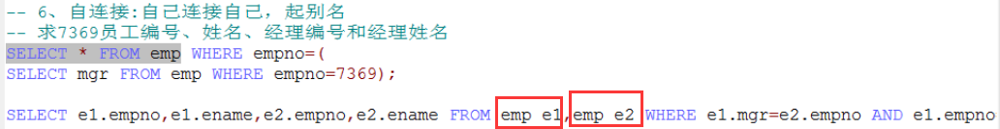 -- 6、自连接:自己连接自己，起别名
-- 求7369员工编号、姓名、经理编号和经理姓名
SELECT * FROM emp WHERE empno=(
SELECT mgr FROM emp WHERE empno=7369);
SELECT e1.empno,e1.ename,e2.empno,e2.ename FROM emp e1,emp e2 WHERE e1.mgr=e2.empno AND e1.empno